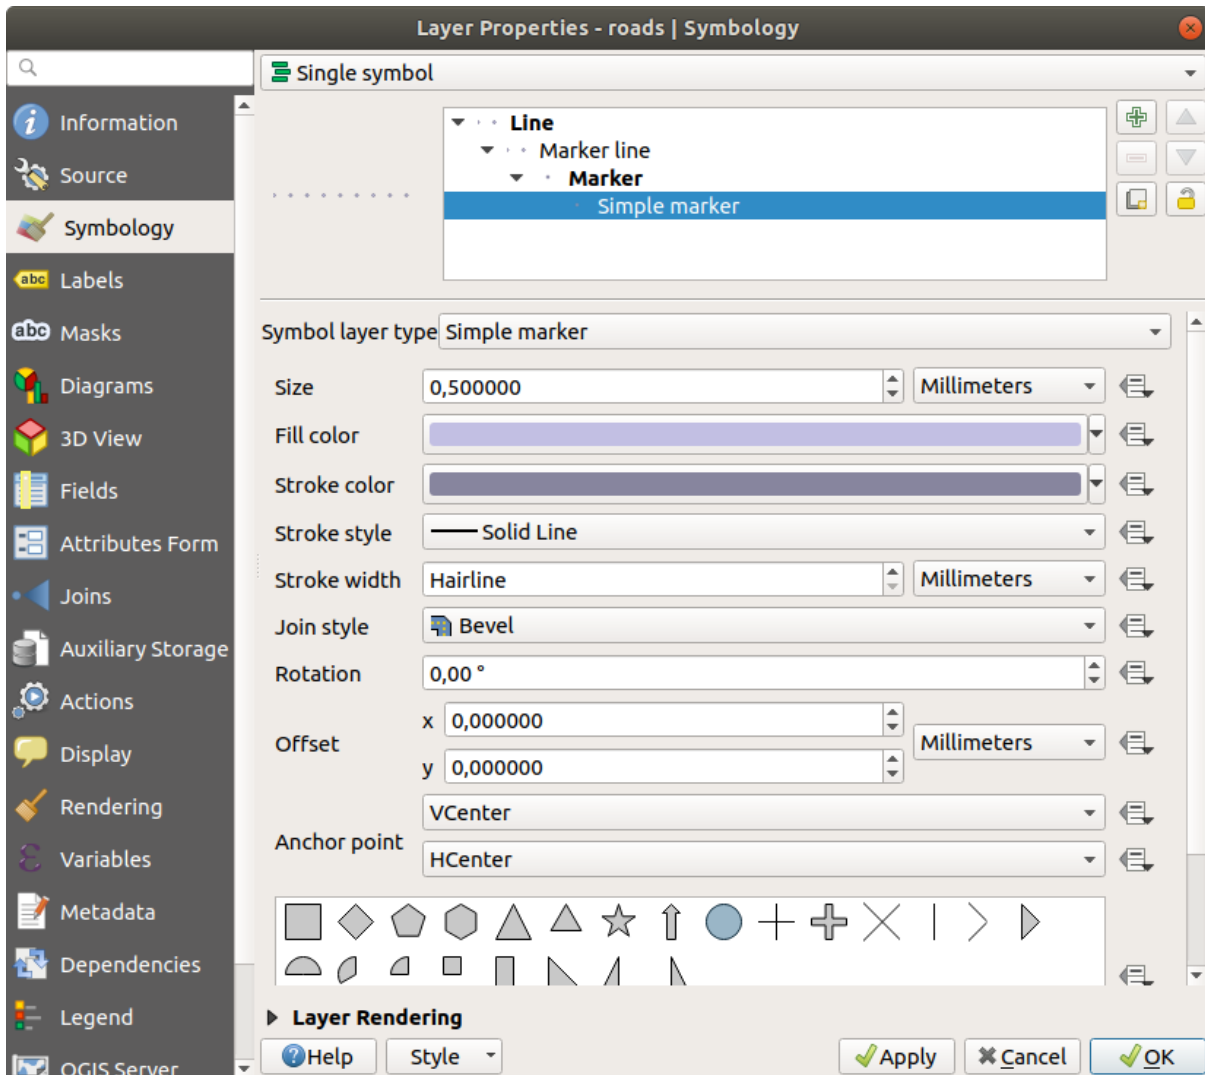 Layer Properties - roads | Symbology
Information
Source
Symbology
abc Labels
abc Masks
Diagrams
3D View
Fields
Attributes Form
Joins
Auxiliary Storage
Actions
Display
Rendering
Variables
Metadata
Dependencies
Legend
QGIS Server
Single symbol
Line
Marker line
Marker
Simple marker
Symbol layer type Simple marker
Size 0,500000 Millimeters
Fill color
Stroke color
Stroke style Solid Line
Stroke width Hairline Millimeters
Join style Bevel
Rotation 0,00 °
Offset x 0,000000 Millimeters
y 0,000000
Anchor point VCenter
HCenter
Layer Rendering
Help Style Apply Cancel OK